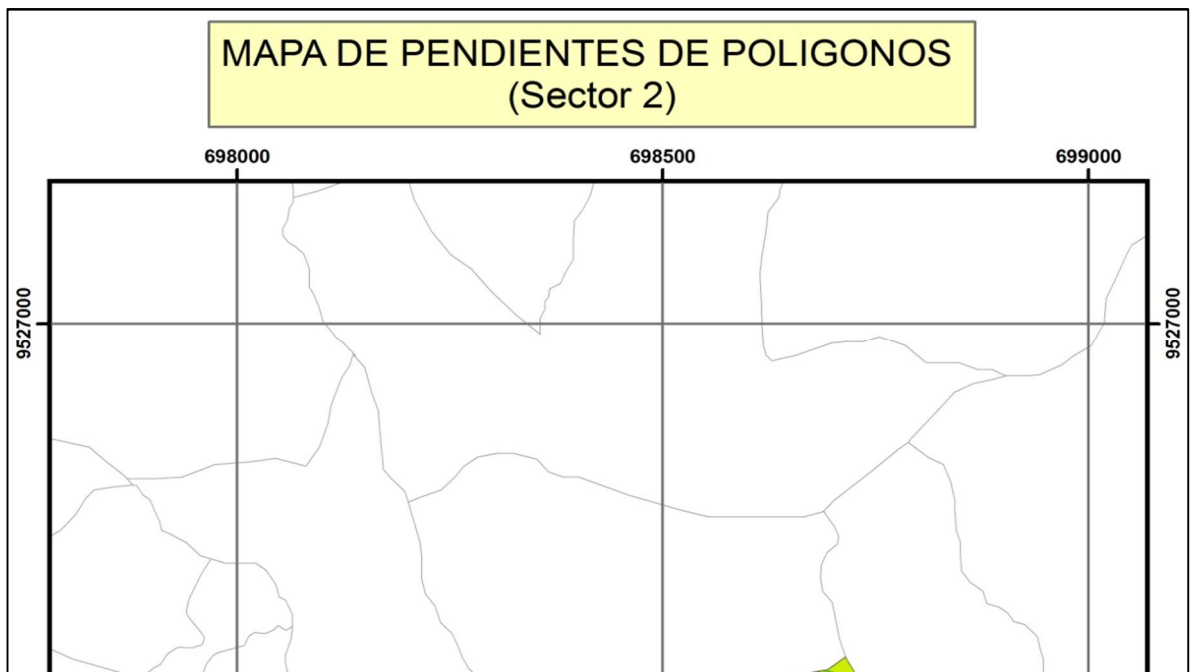 MAPA DE PENDIENTES DE POLIGONOS
(Sector 2)
698000
698500
699000
9527000
9527000